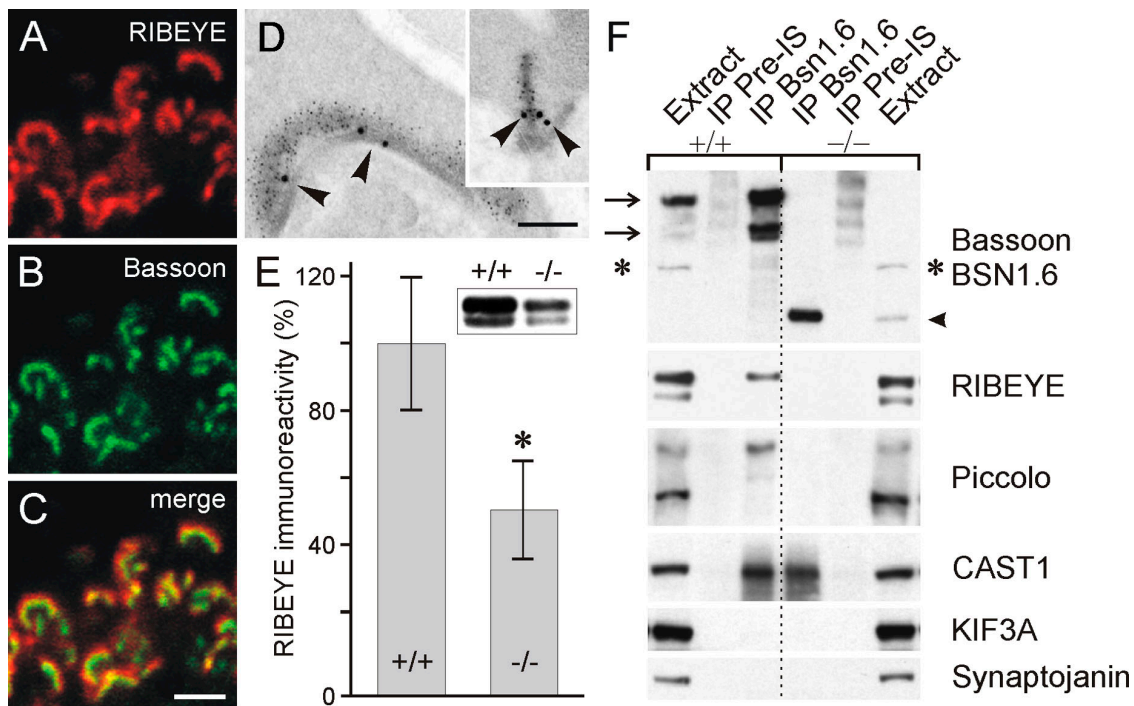 A RIBEYE
B Bassoon
C merge
D
E
RIBEYE immunoreactivity (%)
120
80
40
0
+/+ -/-
*
+/+ -/-
F
Extract
IP Pre-IS
IP Bsn1.6
IP Bsn1.6
IP Pre-IS
Extract
+/+ -/-
Bassoon
* BSN1.6 *
RIBEYE
Piccolo
CAST1
KIF3A
Synaptojanin